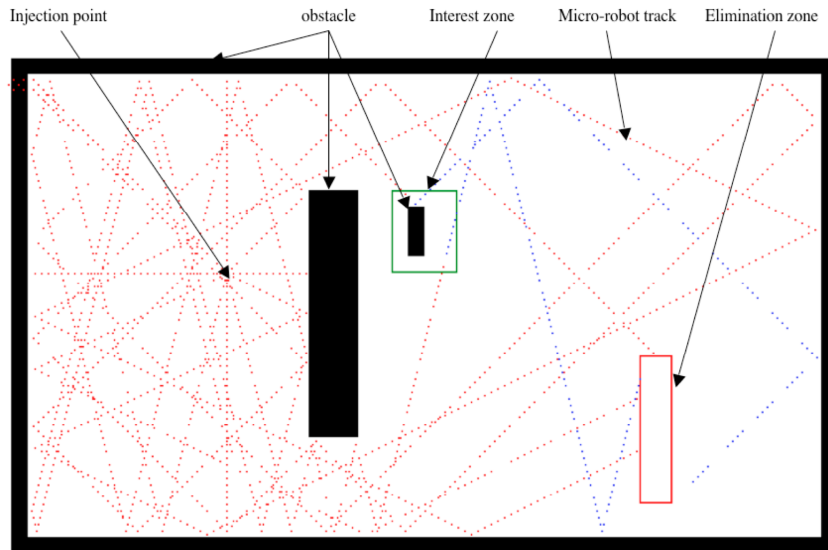 Injection point
obstacle
Interest zone
Micro-robot track
Elimination zone